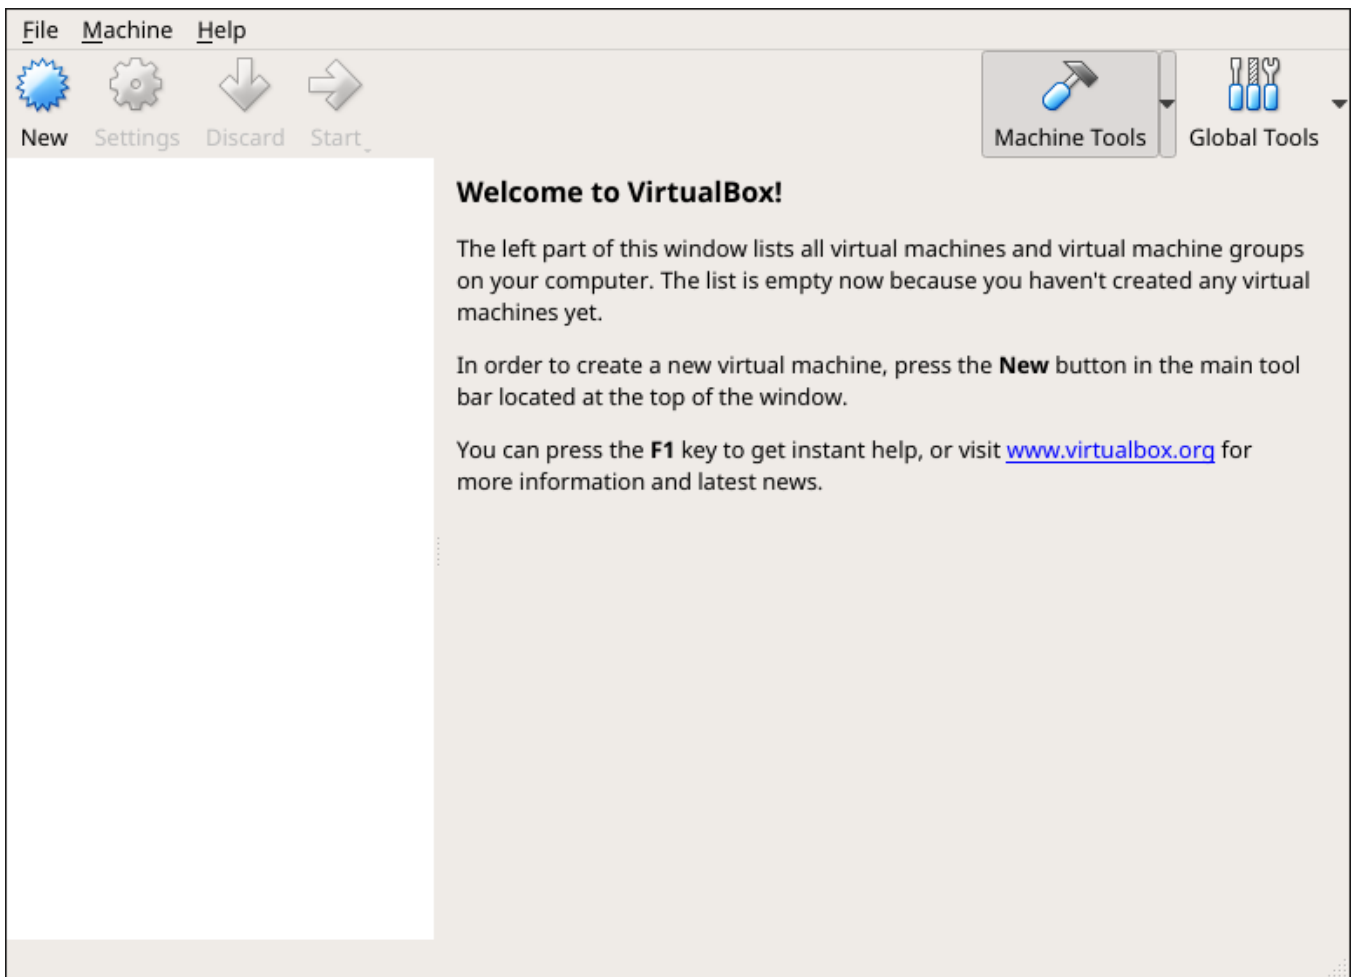 File Machine Help
New Settings Discard Start Machine Tools Global Tools
Welcome to VirtualBox!
The left part of this window lists all virtual machines and virtual machine groups
on your computer. The list is empty now because you haven't created any virtual
machines yet.
In order to create a new virtual machine, press the New button in the main tool
bar located at the top of the window.
You can press the F1 key to get instant help, or visit www.virtualbox.org for
more information and latest news.